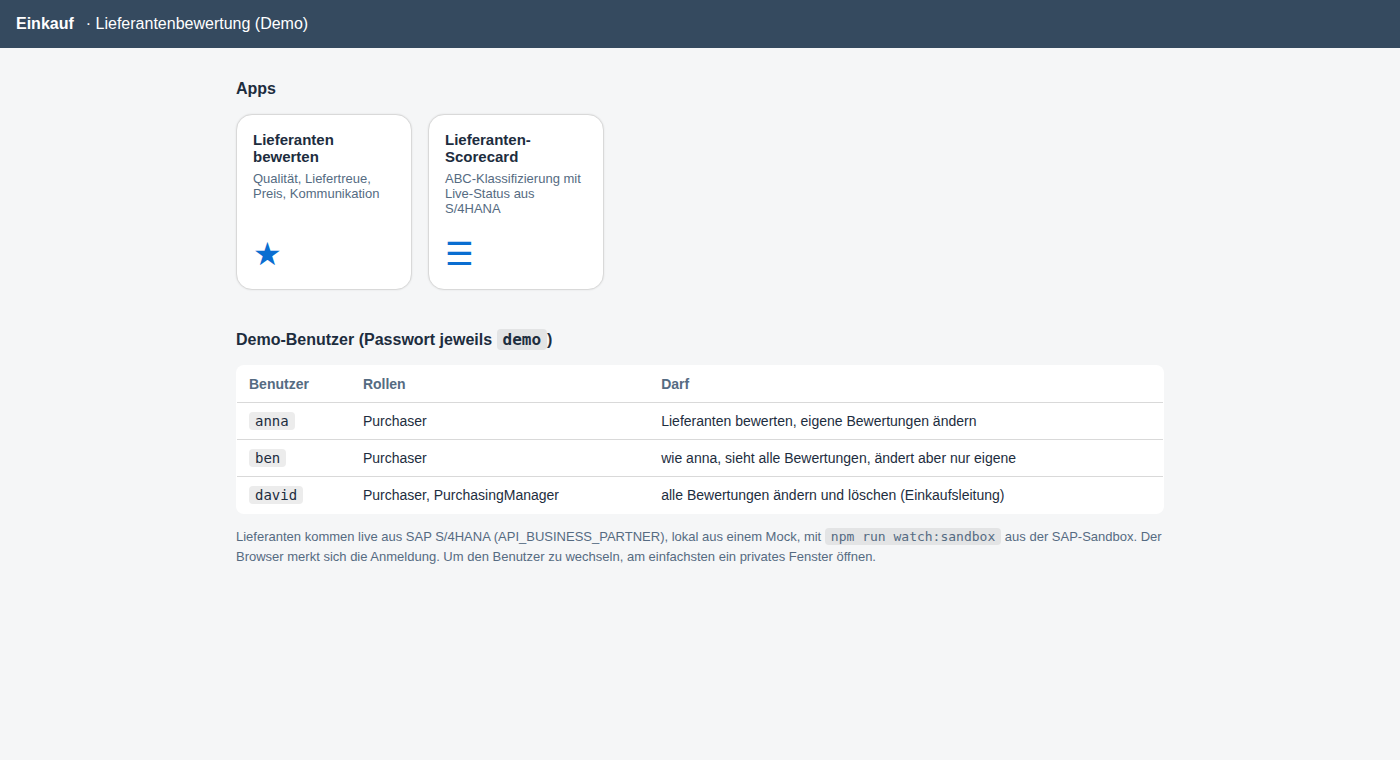 Einkauf · Lieferantenbewertung (Demo)
Apps
Lieferanten
bewerten
Qualität, Liefertreue,
Preis, Kommunikation
Lieferanten-
Scorecard
ABC-Klassifizierung mit
Live-Status aus
S/4HANA
Demo-Benutzer (Passwort jeweils demo)
Benutzer Rollen Darf
anna Purchaser Lieferanten bewerten, eigene Bewertungen ändern
ben Purchaser wie anna, sieht alle Bewertungen, ändert aber nur eigene
david Purchaser, PurchasingManager alle Bewertungen ändern und löschen (Einkaufsleitung)
Lieferanten kommen live aus SAP S/4HANA (API_BUSINESS_PARTNER), lokal aus einem Mock, mit npm run watch:sandbox aus der SAP-Sandbox. Der
Browser merkt sich die Anmeldung. Um den Benutzer zu wechseln, am einfachsten ein privates Fenster öffnen.